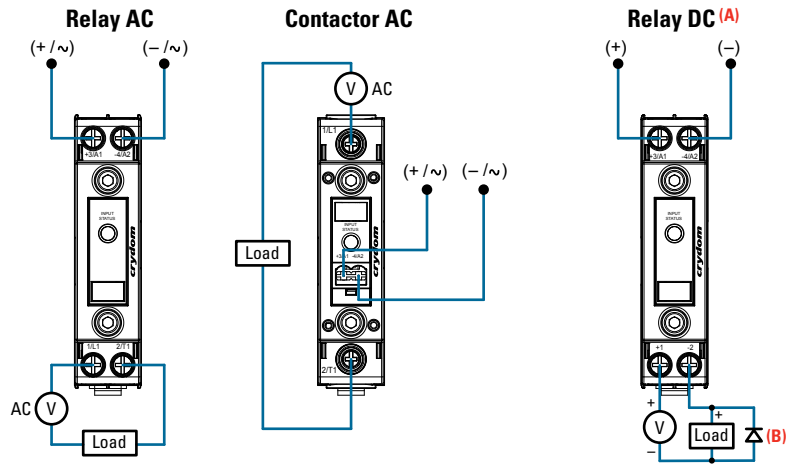 Relay AC
(+/∿)
(−/∿)
+3/A1
-4/A2
INPUT
STATUS
crydom
1/L1
2/T1
AC
V
Load
Contactor AC
V
AC
1/L1
(+/∿)
(−/∿)
INPUT
STATUS
Load
+3/A1 -4/A2
crydom
2/T1
Relay DC (A)
(+)
(−)
+3/A1
-4/A2
INPUT
STATUS
crydom
+1
-2
+
V
−
+
Load
(B)